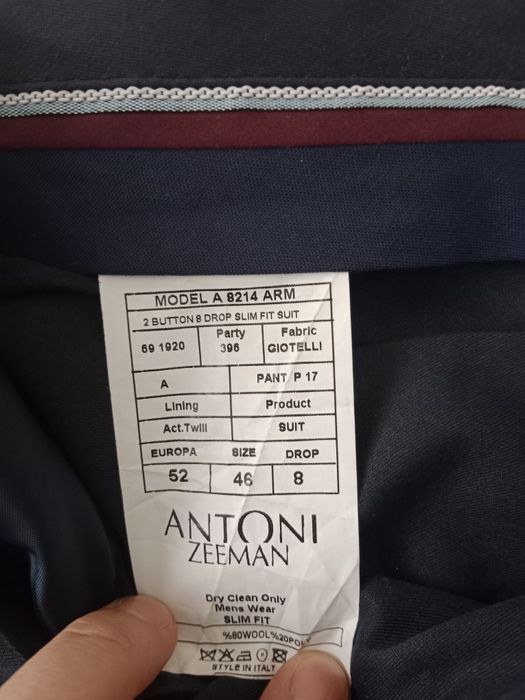 MODEL A 8214 ARM
2 BUTTON 8 DROP SLIM FIT SUIT
69 1920 Party 396 Fabric GIOTELLI
A PANT P 17
Lining Product
Act.Twill SUIT
EUROPA SIZE DROP
52 46 8
ANTONI
ZEEMAN
Dry Clean Only
Mens Wear
SLIM FIT
%80WOOL%20POLY
STYLE IN ITALY